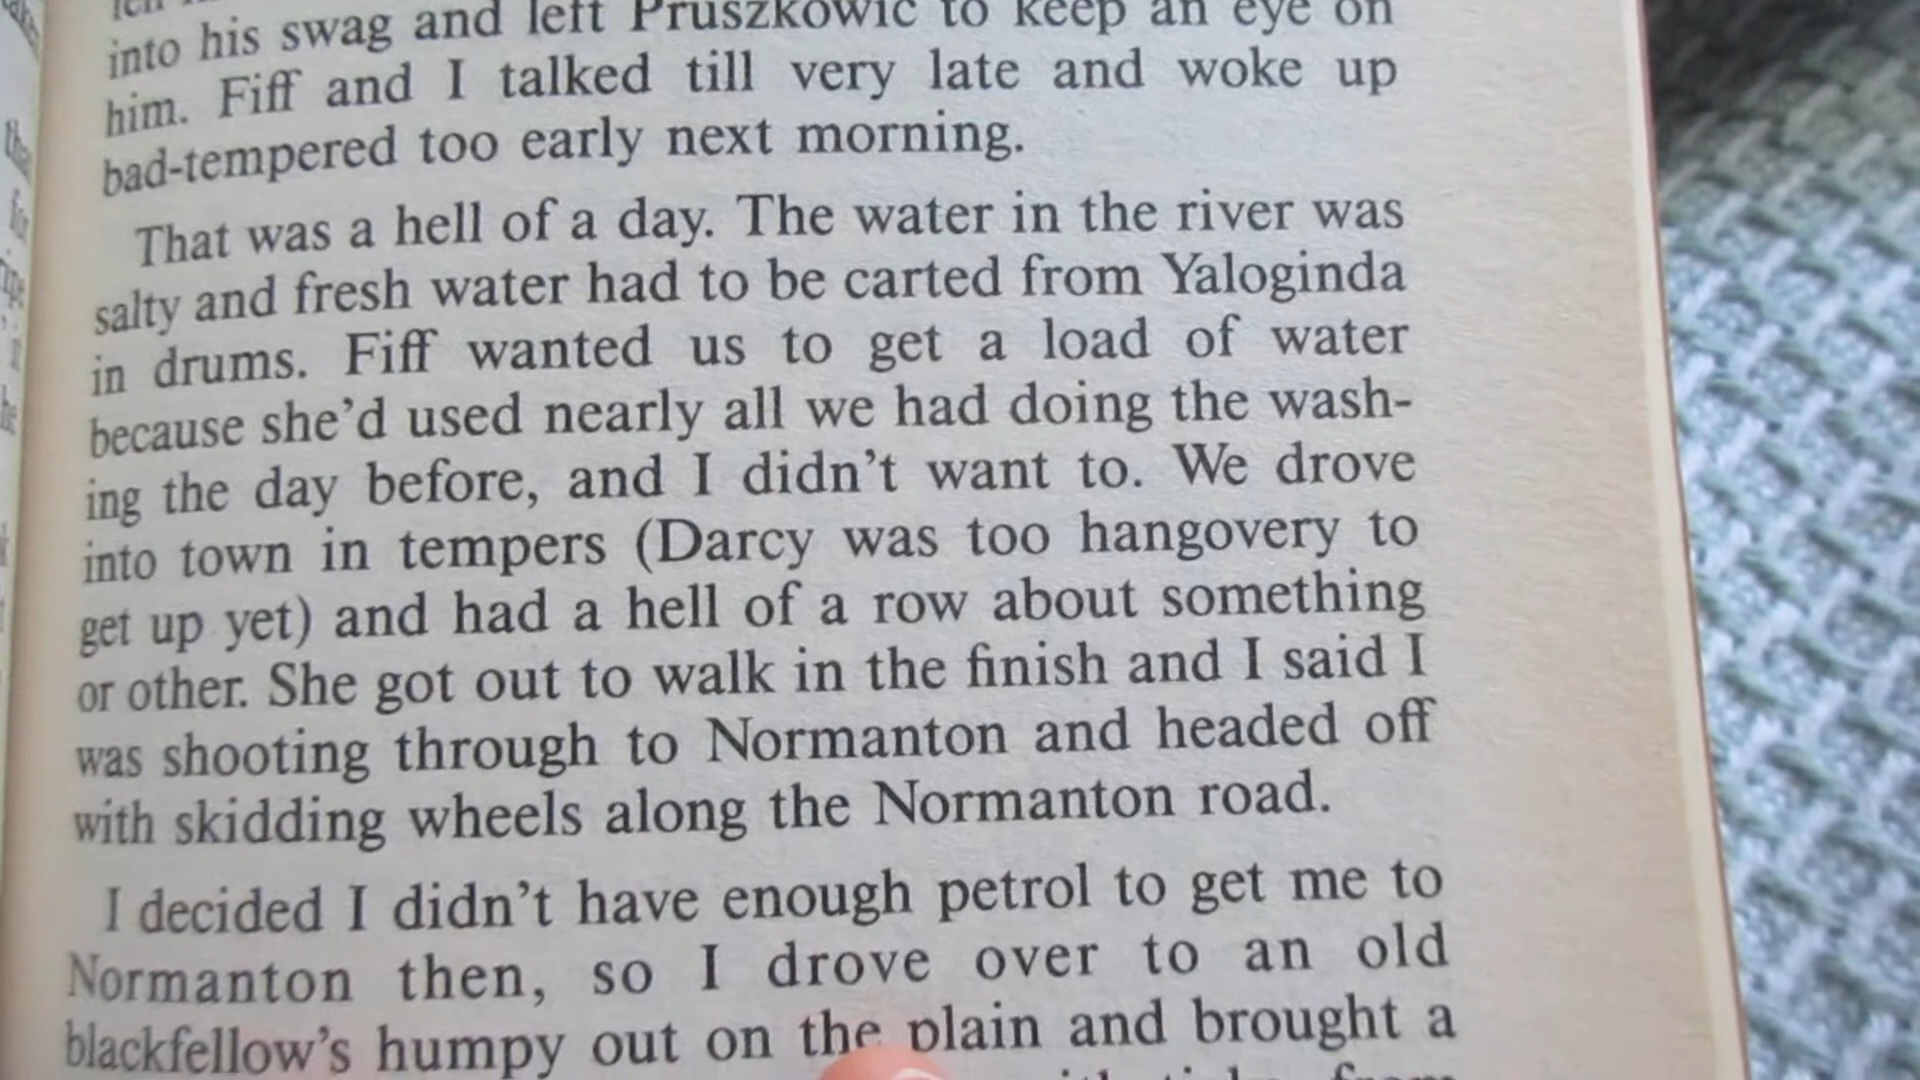 into his swag and left Pruszkowic to keep an eye on
him. Fiff and I talked till very late and woke up
bad-tempered too early next morning.
That was a hell of a day. The water in the river was
salty and fresh water had to be carted from Yaloginda
in drums. Fiff wanted us to get a load of water
because she'd used nearly all we had doing the wash-
ing the day before, and I didn't want to. We drove
into town in tempers (Darcy was too hangovery to
get up yet) and had a hell of a row about something
or other. She got out to walk in the finish and I said I
was shooting through to Normanton and headed off
with skidding wheels along the Normanton road.
I decided I didn't have enough petrol to get me to
Normanton then, so I drove over to an old
blackfellow's humpy out on the plain and brought a